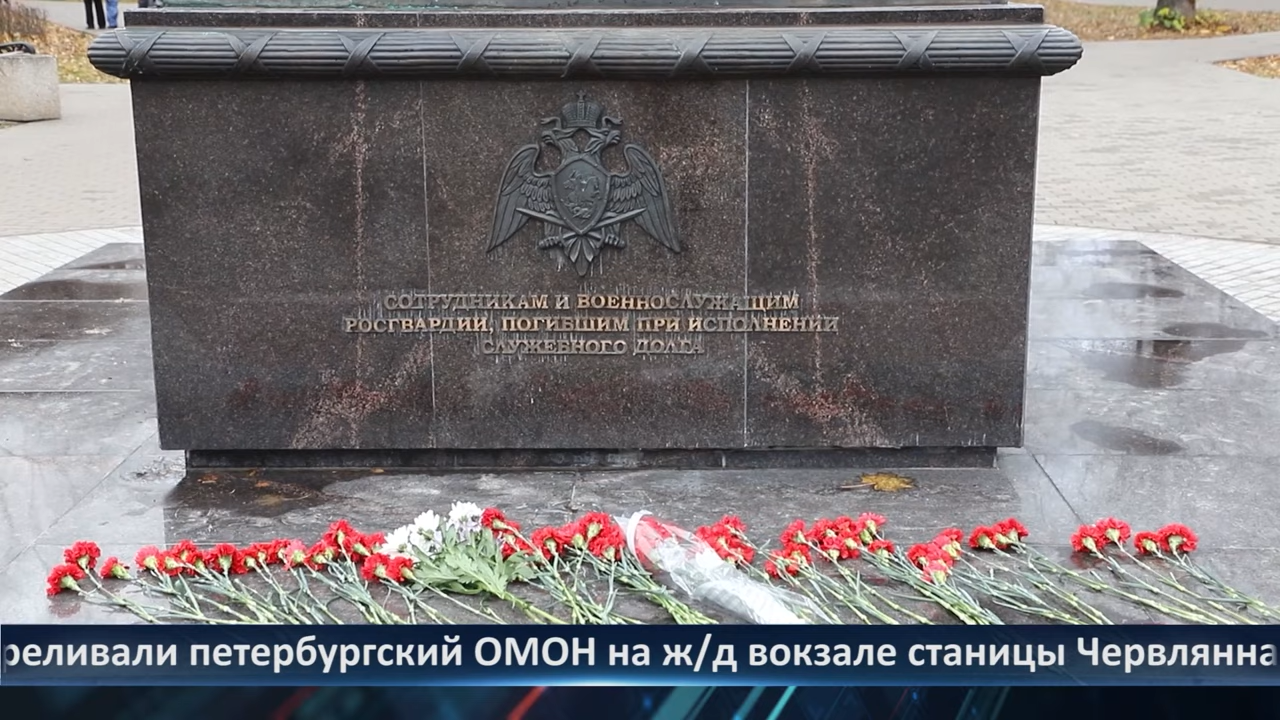 СОТРУДНИКАМ И ВОЕННОСЛУЖАЩИМ
РОСГВАРДИИ, ПОГИБШИМ ПРИ ИСПОЛНЕНИИ
СЛУЖЕБНОГО ДОЛГА
реливали петербургский ОМОН на ж/д вокзале станицы Червлянна